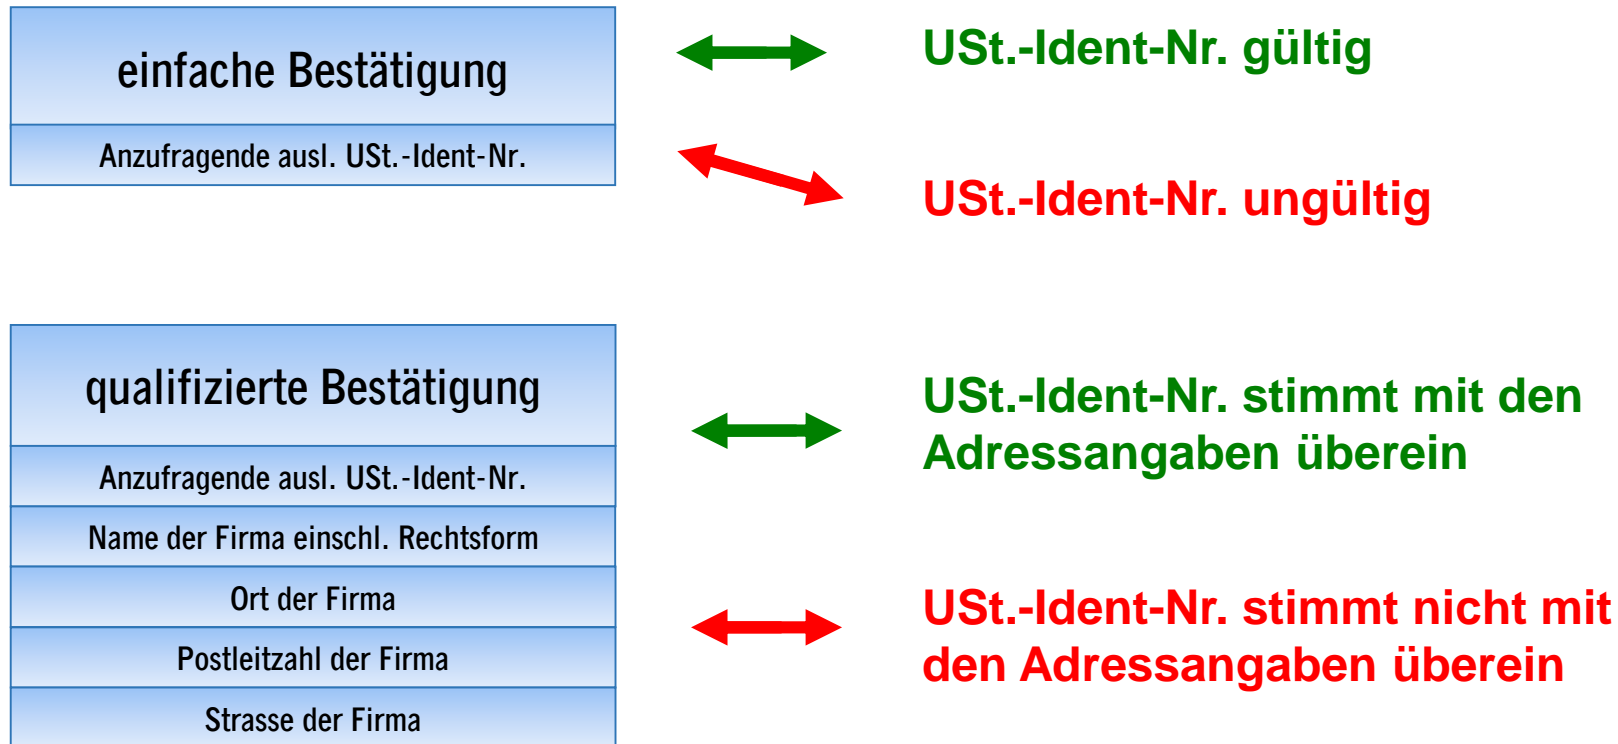 einfache Bestätigung
Anzufragende ausl. USt.-Ident-Nr.
USt.-Ident-Nr. gültig
USt.-Ident-Nr. ungültig
qualifizierte Bestätigung
Anzufragende ausl. USt.-Ident-Nr.
Name der Firma einschl. Rechtsform
Ort der Firma
Postleitzahl der Firma
Strasse der Firma
USt.-Ident-Nr. stimmt mit den
Adressangaben überein
USt.-Ident-Nr. stimmt nicht mit
den Adressangaben überein